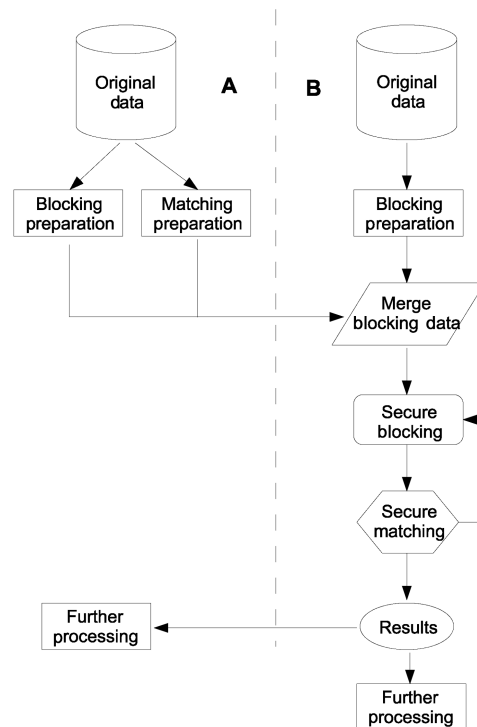 Original
data
A
B
Original
data
Blocking
preparation
Matching
preparation
Blocking
preparation
Merge
blocking data
Secure
blocking
Secure
matching
Further
processing
Results
Further
processing